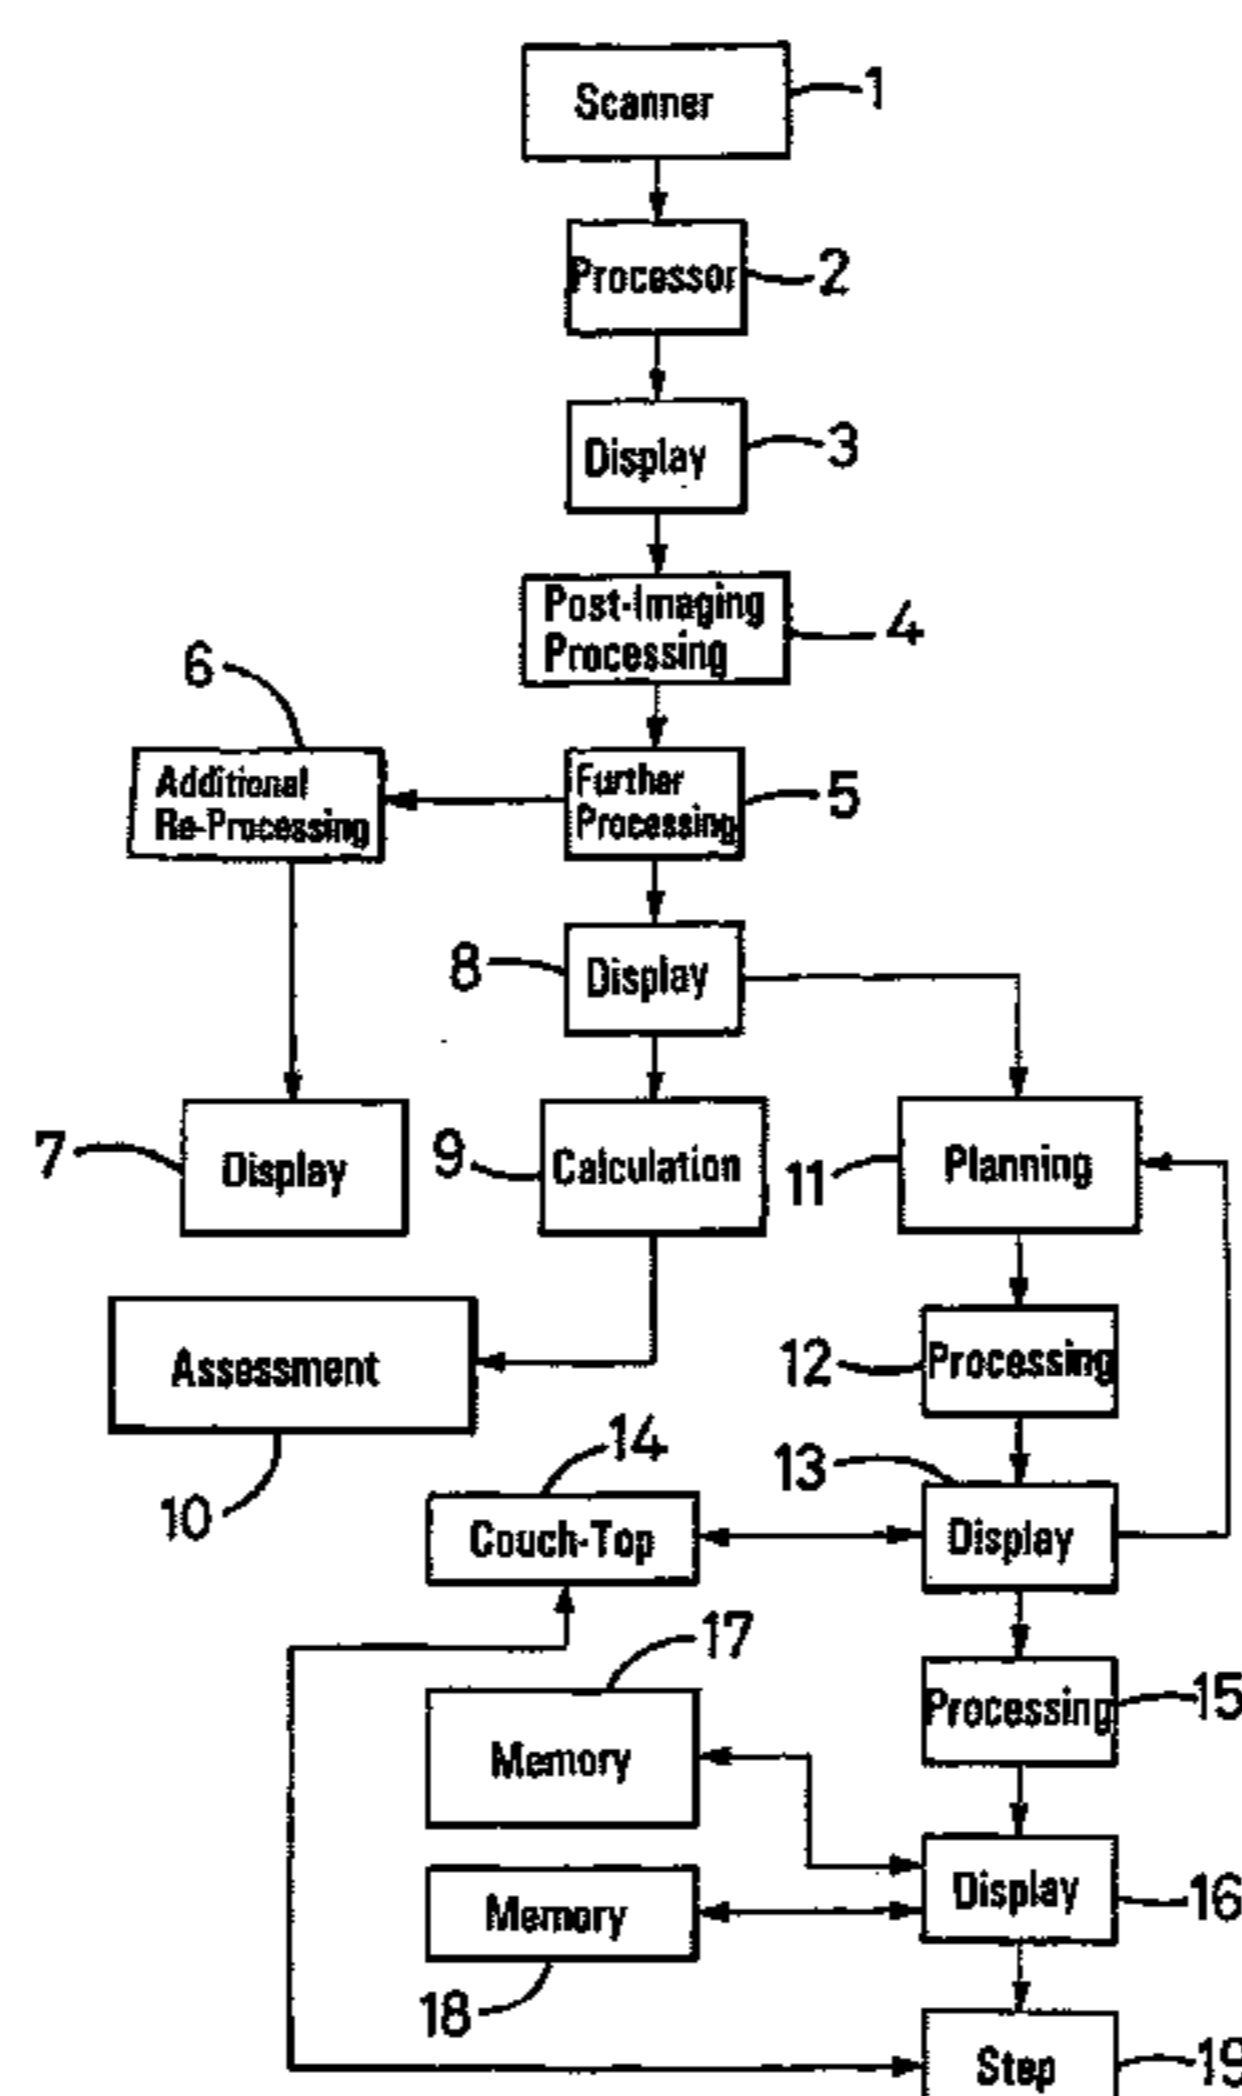 Scanner
1
Processor
2
Display
3
Post-Imaging
Processing
4
6
Additional
Re-Processing
Further
Processing
5
8
Display
7
Display
9
Calculation
11
Planning
Assessment
10
12
Processing
14
Couch-Top
13
Display
17
Memory
Processing
15
Memory
18
Display
16
Step
19